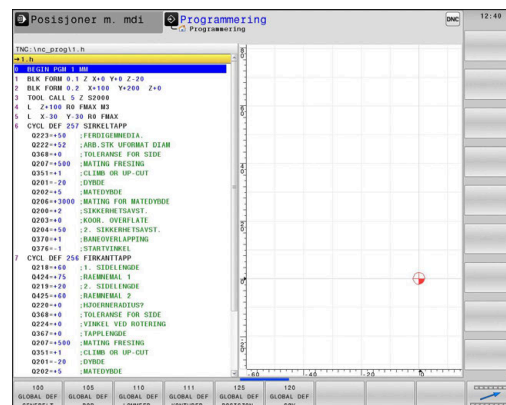 Posisjoner m. mdi
Programmering
Programmering
DNC
12:40
TNC:\nc_prog\1.h
→1.h
0 BEGIN PGM 1 MM
1 BLK FORM 0.1 Z X+0 Y+0 Z-20
2 BLK FORM 0.2 X+100 Y+200 Z+0
3 TOOL CALL 5 Z S2000
4 L Z+100 R0 FMAX M3
5 L X-30 Y-30 R0 FMAX
6 CYCL DEF 257 SIRKELTAPP
Q223=+50 ;FERDIGEMNEDIA.
Q222=+52 ;ARB.STK UFORMAT DIAM
Q368=+0 ;TOLERANSE FOR SIDE
Q207=+500 ;MATING FRESING
Q351=+1 ;CLIMB OR UP-CUT
Q201=-20 ;DYBDE
Q202=+5 ;MATEDYBDE
Q206=+3000 ;MATING FOR MATEDYBDE
Q200=+2 ;SIKKERHETSAVST.
Q203=+0 ;KOOR. OVERFLATE
Q204=+50 ;2. SIKKERHETSAVST.
Q370=+1 ;BANEOVERLAPPING
Q376=-1 ;STARTVINKEL
7 CYCL DEF 256 FIRKANTTAPP
Q218=+60 ;1. SIDELENGDE
Q424=+75 ;RAEMNEMAL 1
Q219=+20 ;2. SIDELENGDE
Q425=+60 ;RAEMNEMAL 2
Q220=+0 ;HJOERNERADIUS?
Q368=+0 ;TOLERANSE FOR SIDE
Q224=+0 ;VINKEL VED ROTERING
Q367=+0 ;TAPPLENGDE
Q207=+500 ;MATING FRESING
Q351=+1 ;CLIMB OR UP-CUT
Q201=-20 ;DYBDE
Q202=+5 ;MATEDYBDE
-60 -40 -20 0
100 105 110 111 125 120
GLOBAL DEF GLOBAL DEF GLOBAL DEF GLOBAL DEF GLOBAL DEF GLOBAL DEF